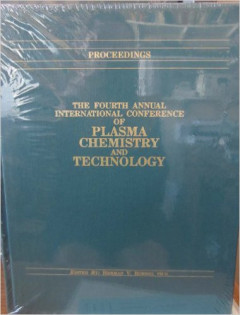 PROCEEDINGS
THE FOURTH ANNUAL
INTERNATIONAL CONFERENCE
OF
PLASMA
CHEMISTRY
AND
TECHNOLOGY